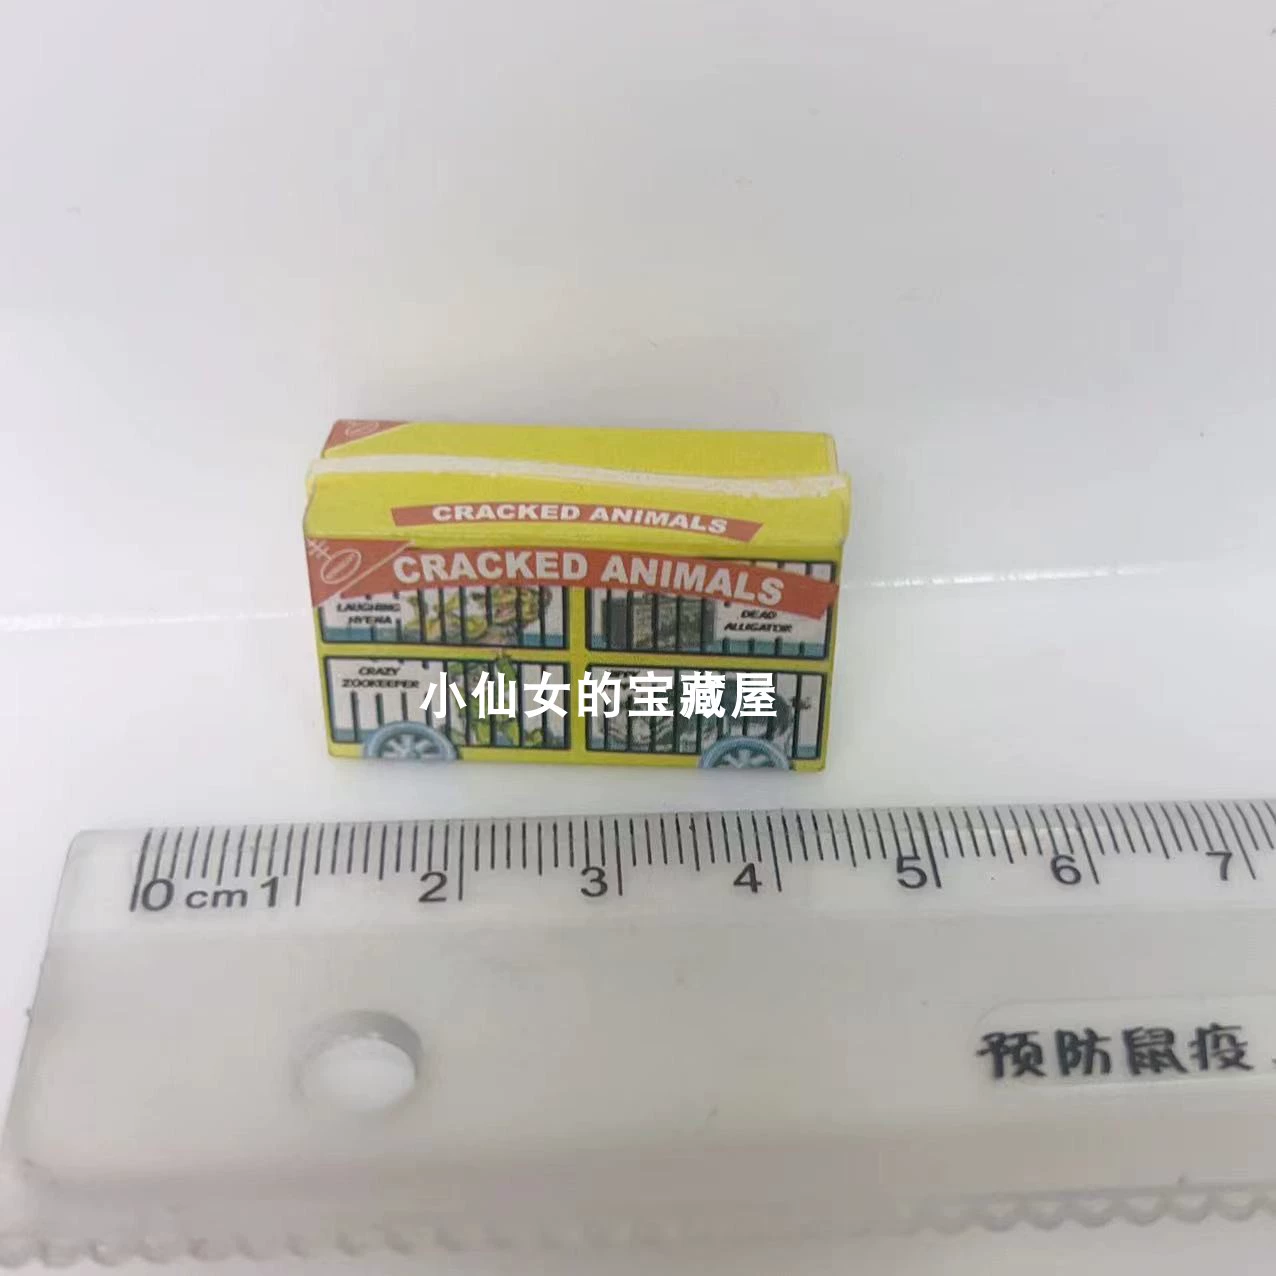 CRACKED ANIMALS
CRACKED ANIMALS
LAUGHING
HYENA
DEAD
ALLIGATOR
CRAZY
ZOOKEEPER
小仙女的宝藏屋
0 cm 1 2 3 4 5 6 7
预防鼠疫